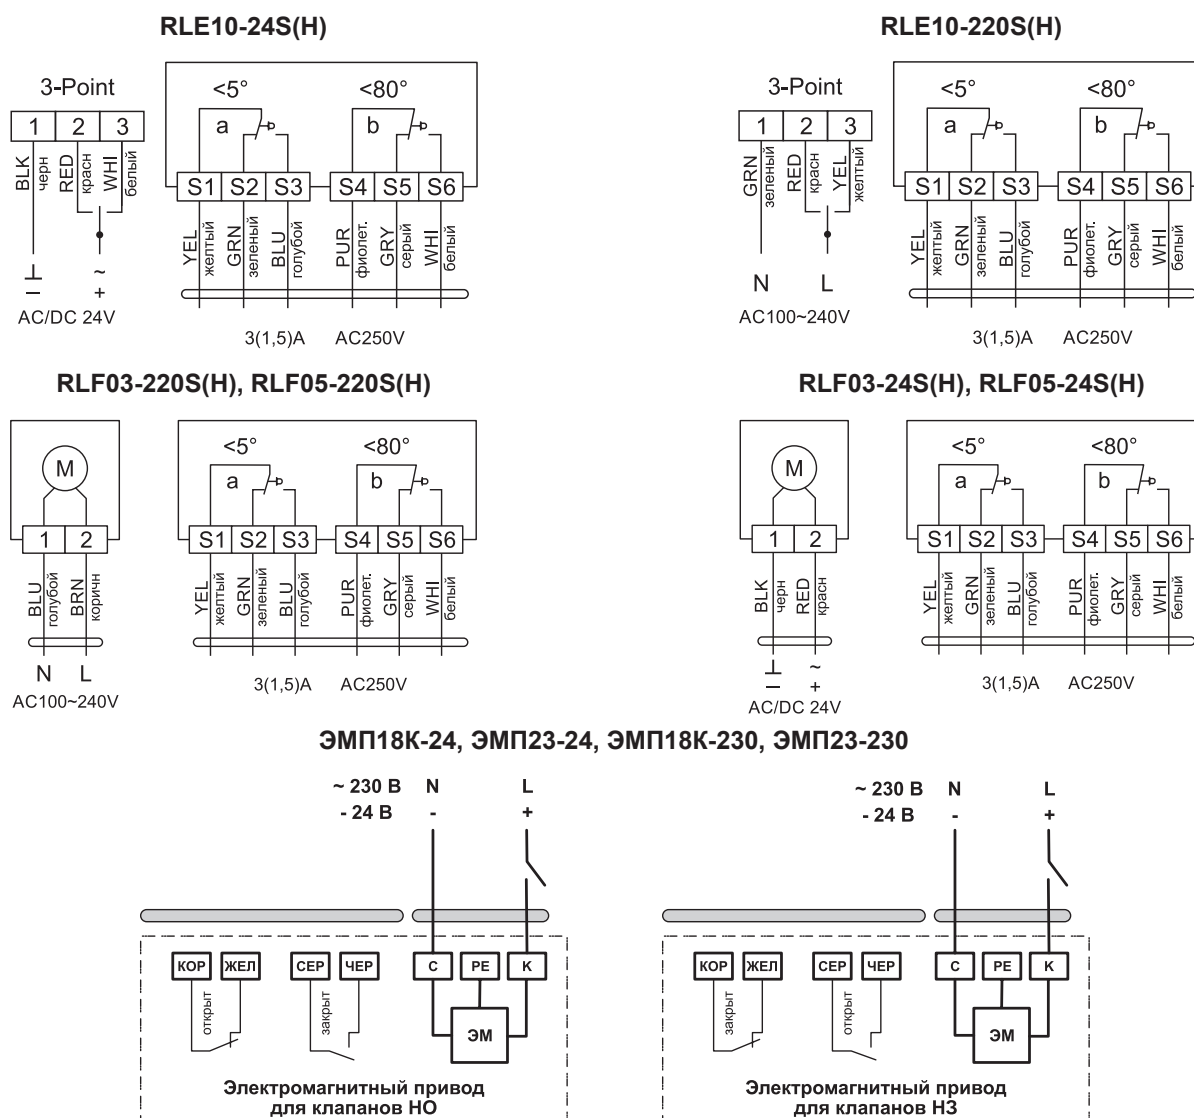 RLE10-24S(H)
3-Point
1 2 3
BLK черн
RED красн
WHI белый
⊥ ~
− +
AC/DC 24V
<5° <80°
a b
S1 S2 S3 S4 S5 S6
YEL желтый
GRN зеленый
BLU голубой
PUR фиолет.
GRY серый
WHI белый
3(1,5)A AC250V
RLE10-220S(H)
3-Point
1 2 3
GRN зеленый
RED красн
YEL желтый
N L
AC100~240V
<5° <80°
a b
S1 S2 S3 S4 S5 S6
YEL желтый
GRN зеленый
BLU голубой
PUR фиолет.
GRY серый
WHI белый
3(1,5)A AC250V
RLF03-220S(H), RLF05-220S(H)
M
1 2
BLU голубой
BRN коричн
N L
AC100~240V
<5° <80°
a b
S1 S2 S3 S4 S5 S6
YEL желтый
GRN зеленый
BLU голубой
PUR фиолет.
GRY серый
WHI белый
3(1,5)A AC250V
RLF03-24S(H), RLF05-24S(H)
M
1 2
BLK черн
RED красн
⊥ ~
− +
AC/DC 24V
<5° <80°
a b
S1 S2 S3 S4 S5 S6
YEL желтый
GRN зеленый
BLU голубой
PUR фиолет.
GRY серый
WHI белый
3(1,5)A AC250V
ЭМП18К-24, ЭМП23-24, ЭМП18К-230, ЭМП23-230
~ 230 В N L
- 24 В - +
КОР ЖЕЛ СЕР ЧЕР С РЕ К
открыт
закрыт
ЭМ
Электромагнитный привод
для клапанов НО
~ 230 В N L
- 24 В - +
КОР ЖЕЛ СЕР ЧЕР С РЕ К
закрыт
открыт
ЭМ
Электромагнитный привод
для клапанов НЗ